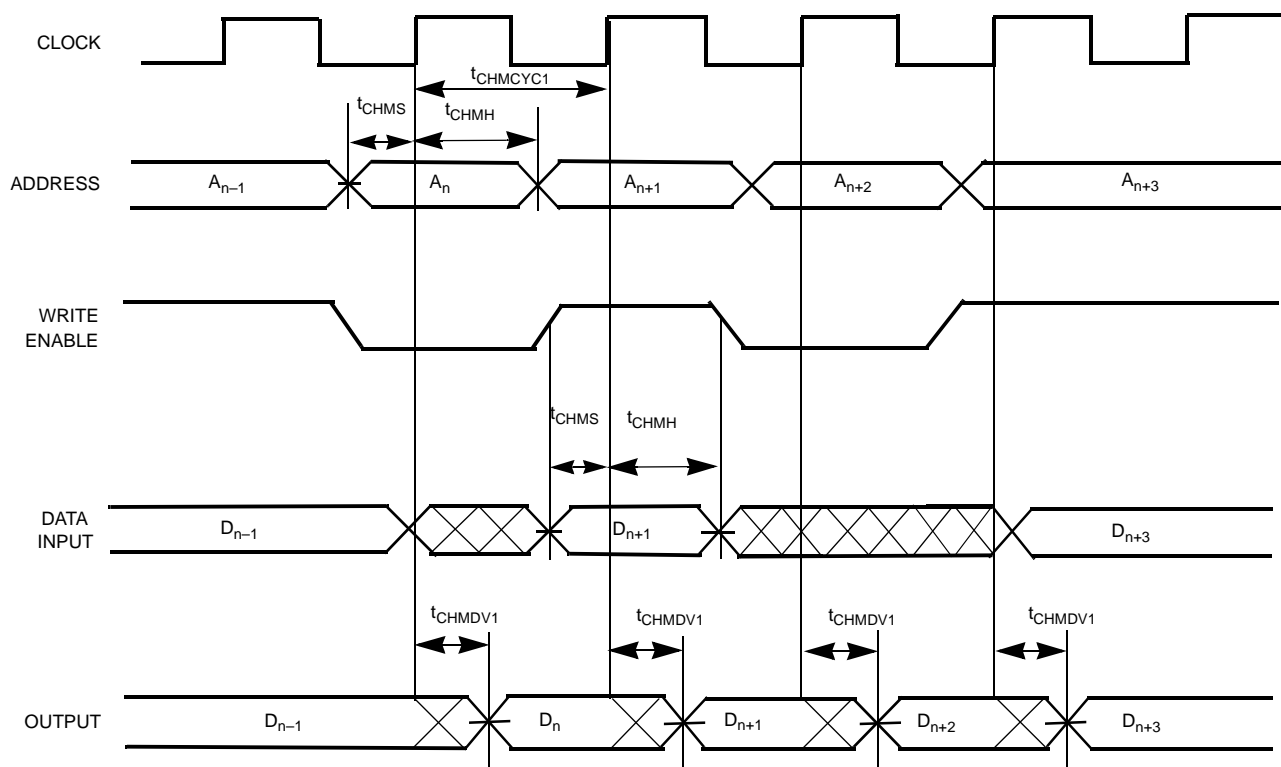 CLOCK
tCHMCYC1
tCHMS tCHMH
ADDRESS An–1 An An+1 An+2 An+3
WRITE
ENABLE
tCHMS tCHMH
DATA
INPUT
Dn–1 Dn+1 Dn+3
tCHMDV1 tCHMDV1 tCHMDV1 tCHMDV1
OUTPUT Dn–1 Dn Dn+1 Dn+2 Dn+3